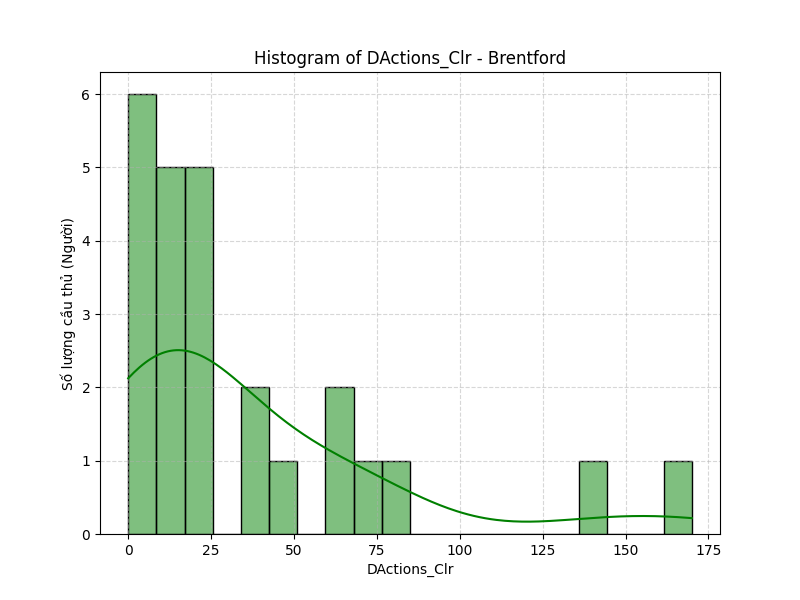 Histogram of DActions_Clr - Brentford
Số lượng cầu thủ (Người)
6
5
4
3
2
1
0
0 25 50 75 100 125 150 175
DActions_Clr